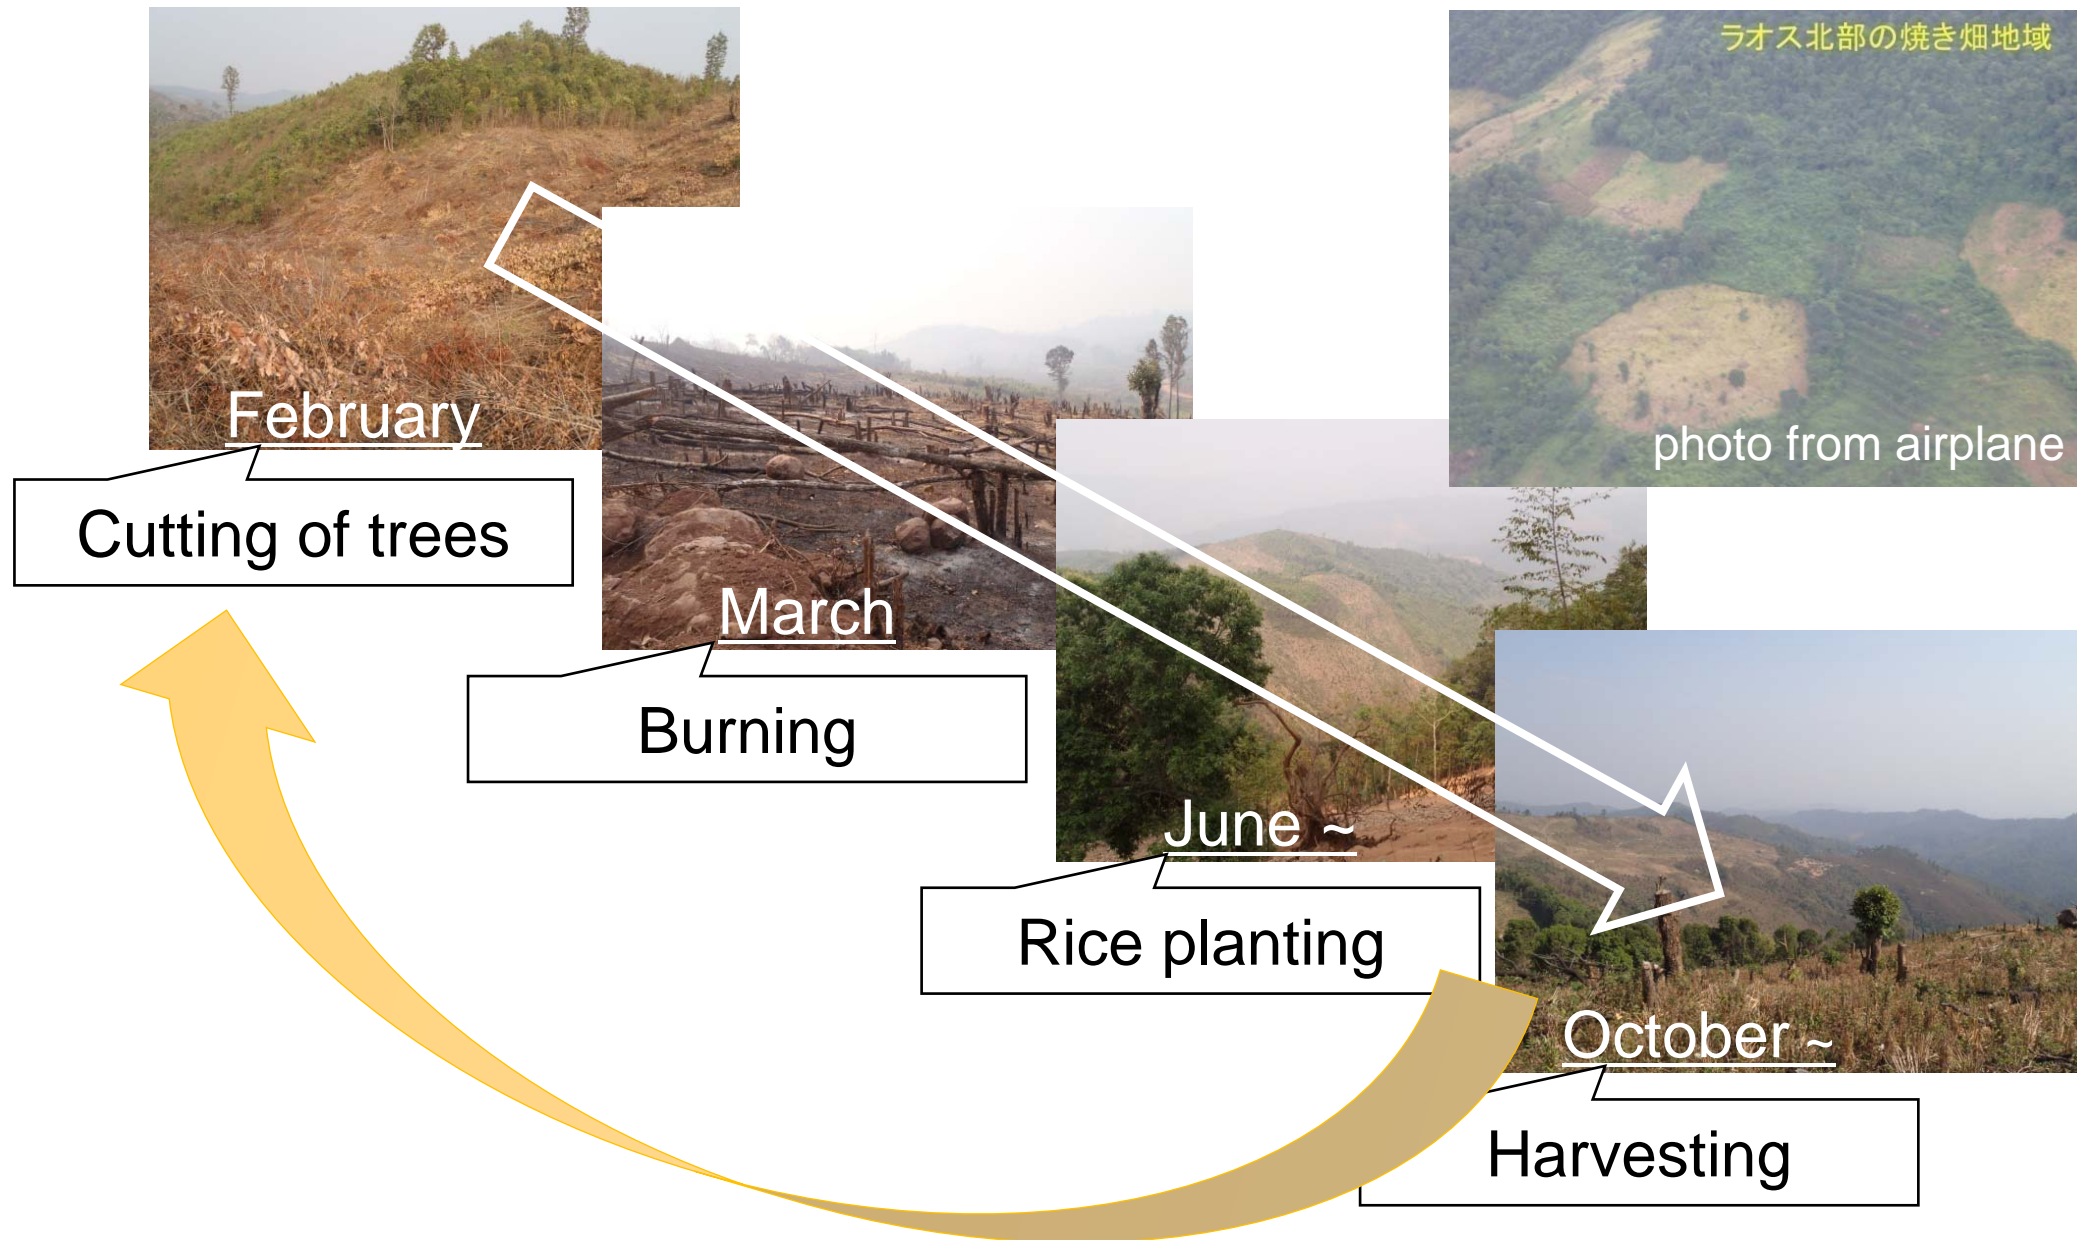 ラオス北部の焼き畑地域
photo from airplane
February
Cutting of trees
March
Burning
June ~
Rice planting
October ~
Harvesting